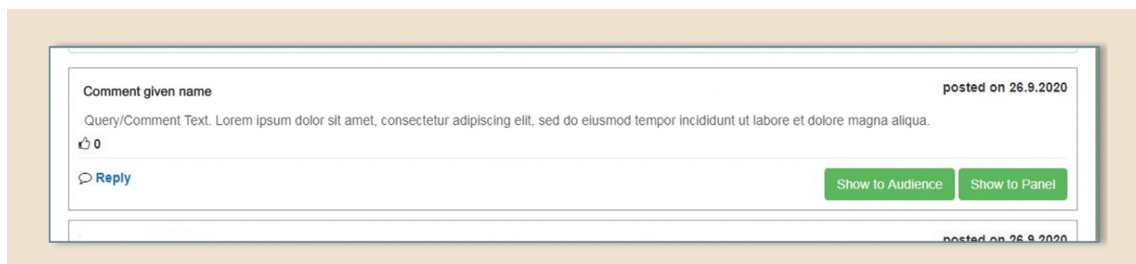 Comment given name
posted on 26.9.2020
Query/Comment Text. Lorem ipsum dolor sit amet, consectetur adipiscing elit, sed do eiusmod tempor incididunt ut labore et dolore magna aliqua.
0
Reply
Show to Audience
Show to Panel
posted on 26.9.2020